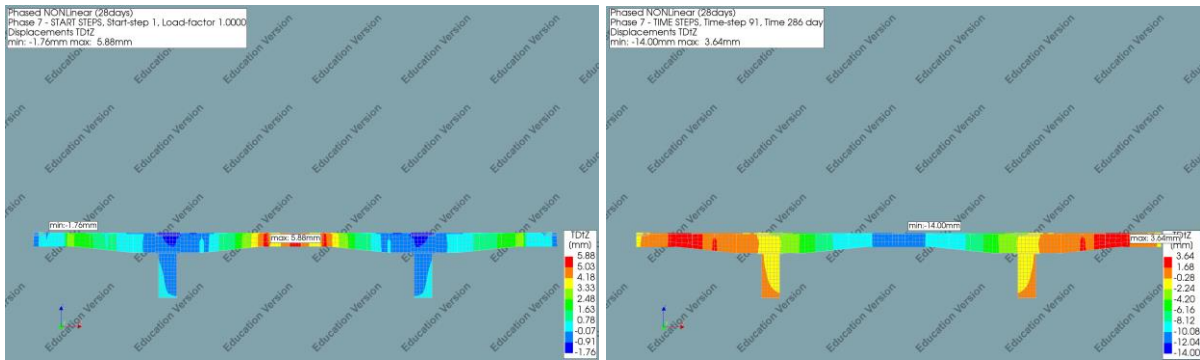 Phased NONLinear (28days)
Phase 7 - START STEPS, Start-step 1, Load-factor 1.0000
Displacements TDtZ
min: -1.76mm max: 5.88mm
min:-1.76mm
max: 5.88mm
TDtZ
(mm)
5.88
5.03
4.18
3.33
2.48
1.63
0.78
-0.07
-0.91
-1.76
Education Version
Phased NONLinear (28days)
Phase 7 - TIME STEPS, Time-step 91, Time 286 day
Displacements TDtZ
min: -14.00mm max: 3.64mm
min:-14.00mm
max: 3.64mm
TDtZ
(mm)
3.64
1.68
-0.28
-2.24
-4.20
-6.16
-8.12
-10.08
-12.04
-14.00
Education Version